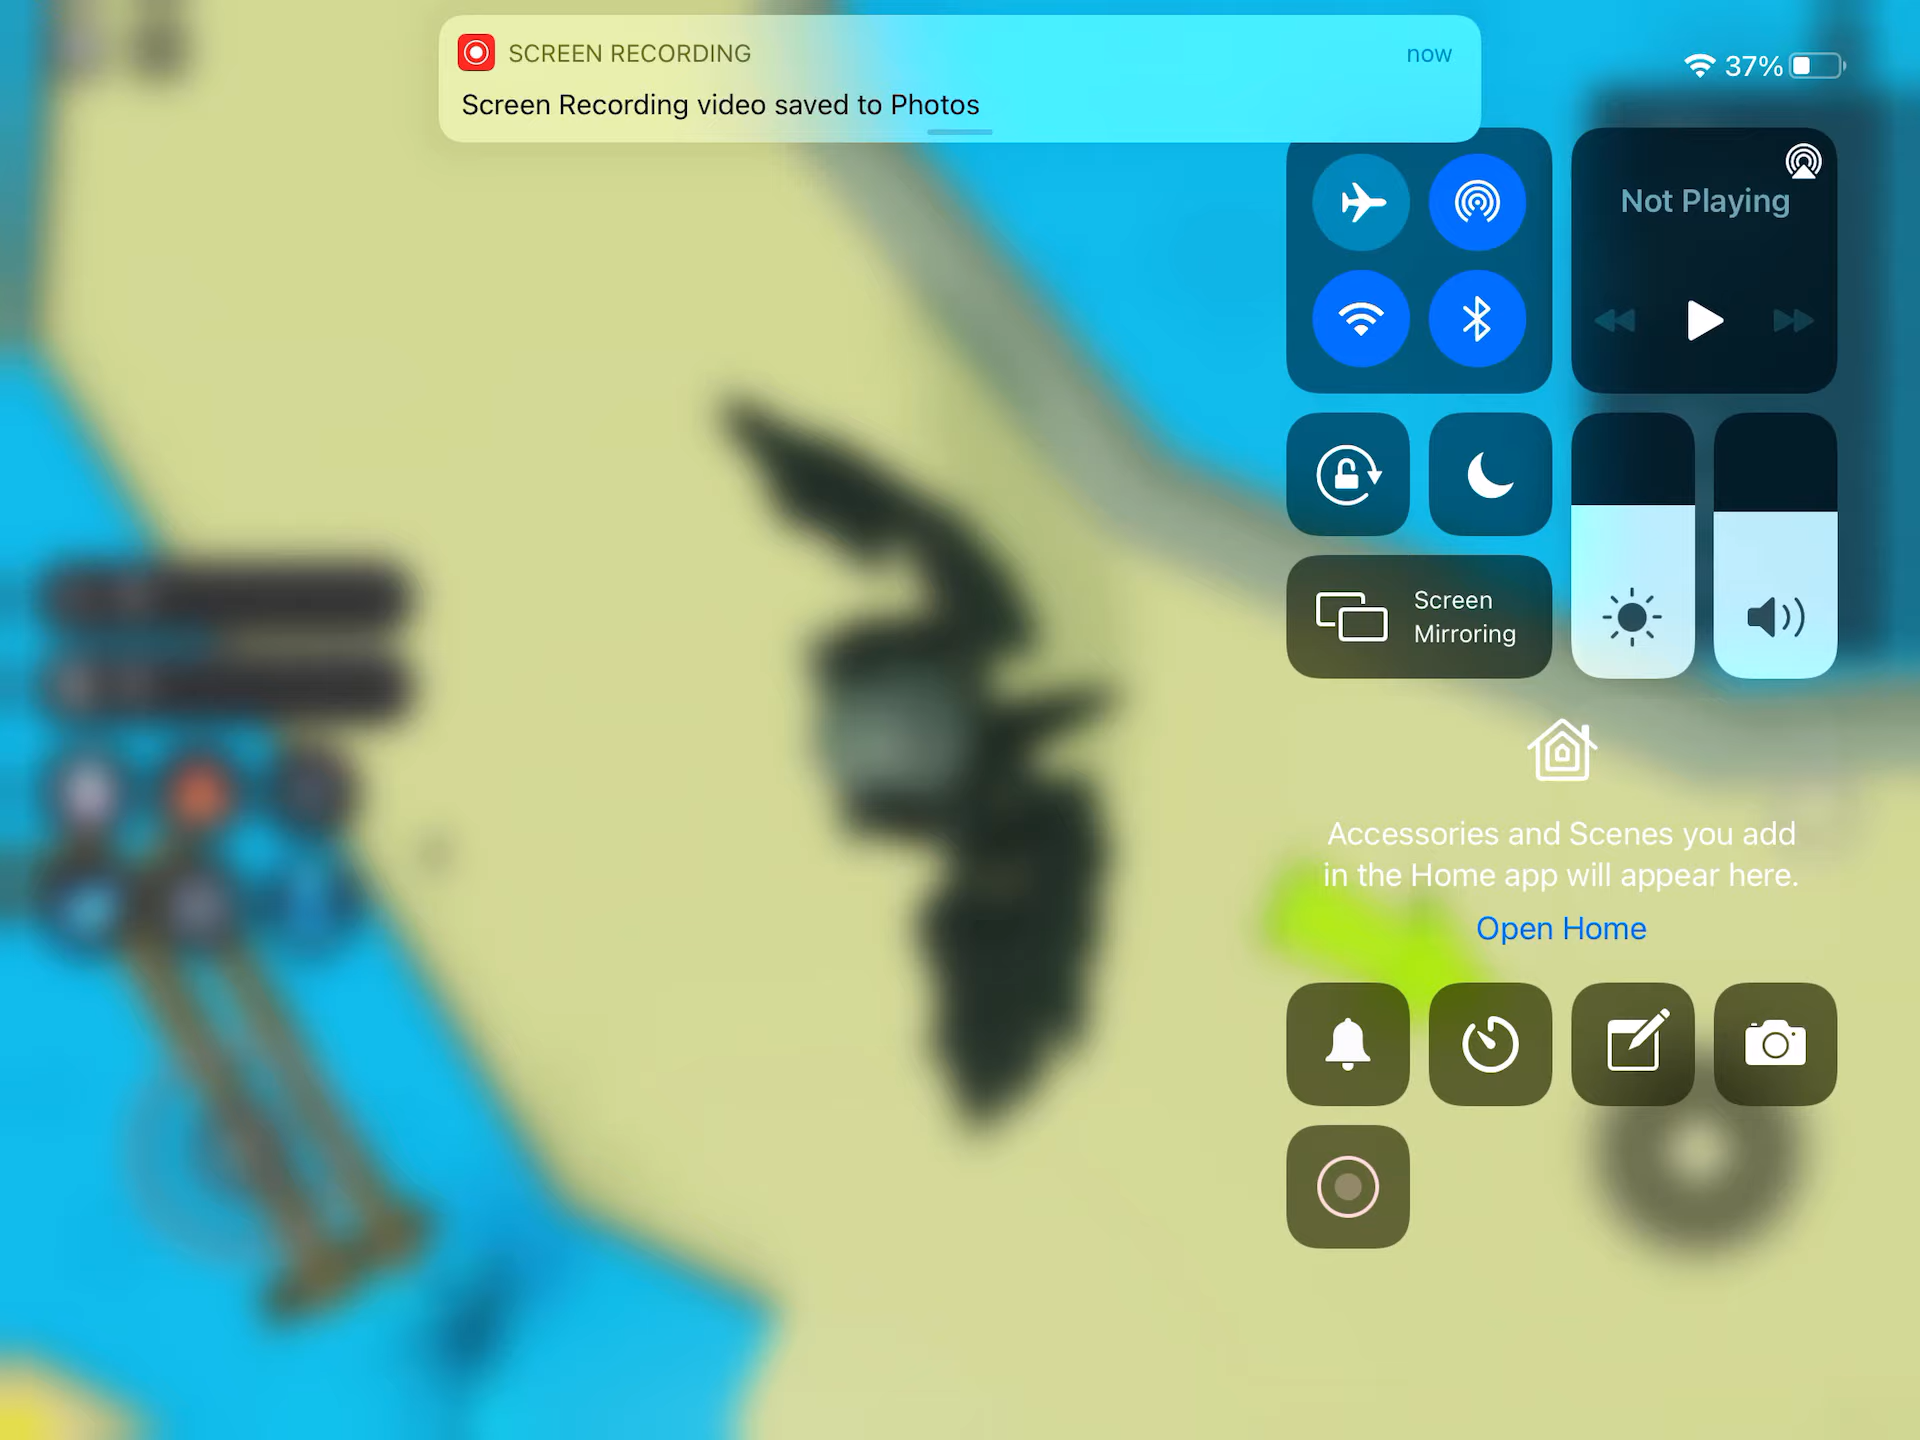 SCREEN RECORDING
now
Screen Recording video saved to Photos
37%
Not Playing
Screen
Mirroring
Accessories and Scenes you add
in the Home app will appear here.
Open Home